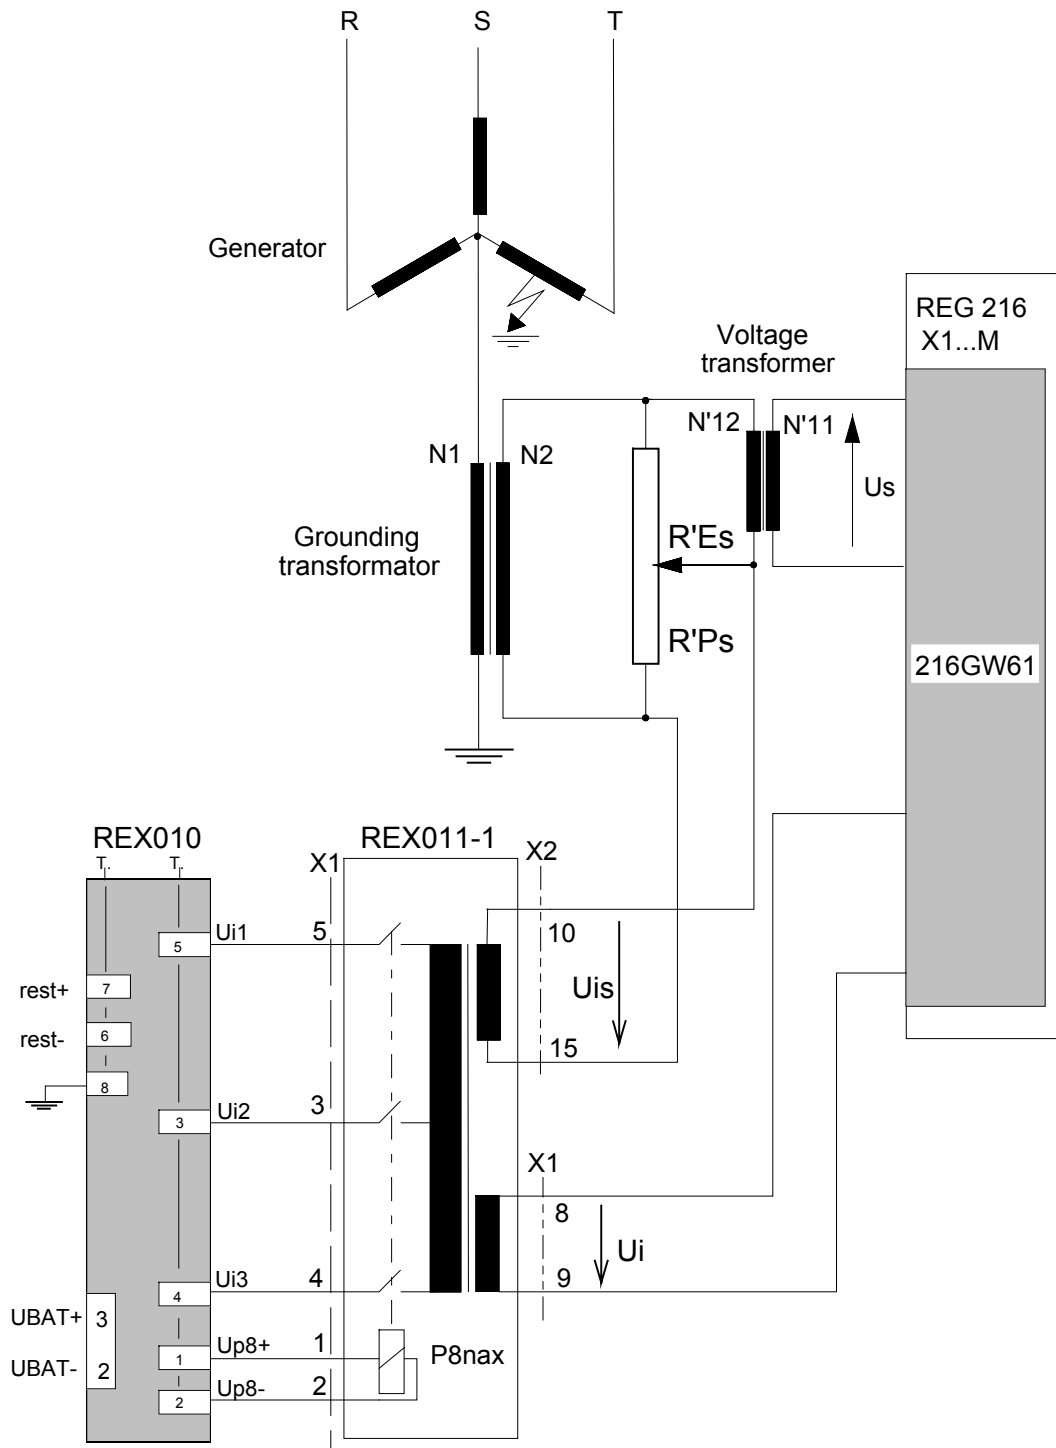 R S T
Generator
REG 216
X1...M
Voltage
transformer
N'12 N'11
N1 N2
Us
Grounding
transformator
R'Es
R'Ps
216GW61
REX010
REX011-1
X1
X2
T..
T..
5
Ui1
5
10
rest+
7
Uis
rest-
6
15
8
3
Ui2
3
X1
8
Ui
9
4
Ui3
4
UBAT+
3
1
Up8+
1
P8nax
UBAT-
2
2
Up8-
2